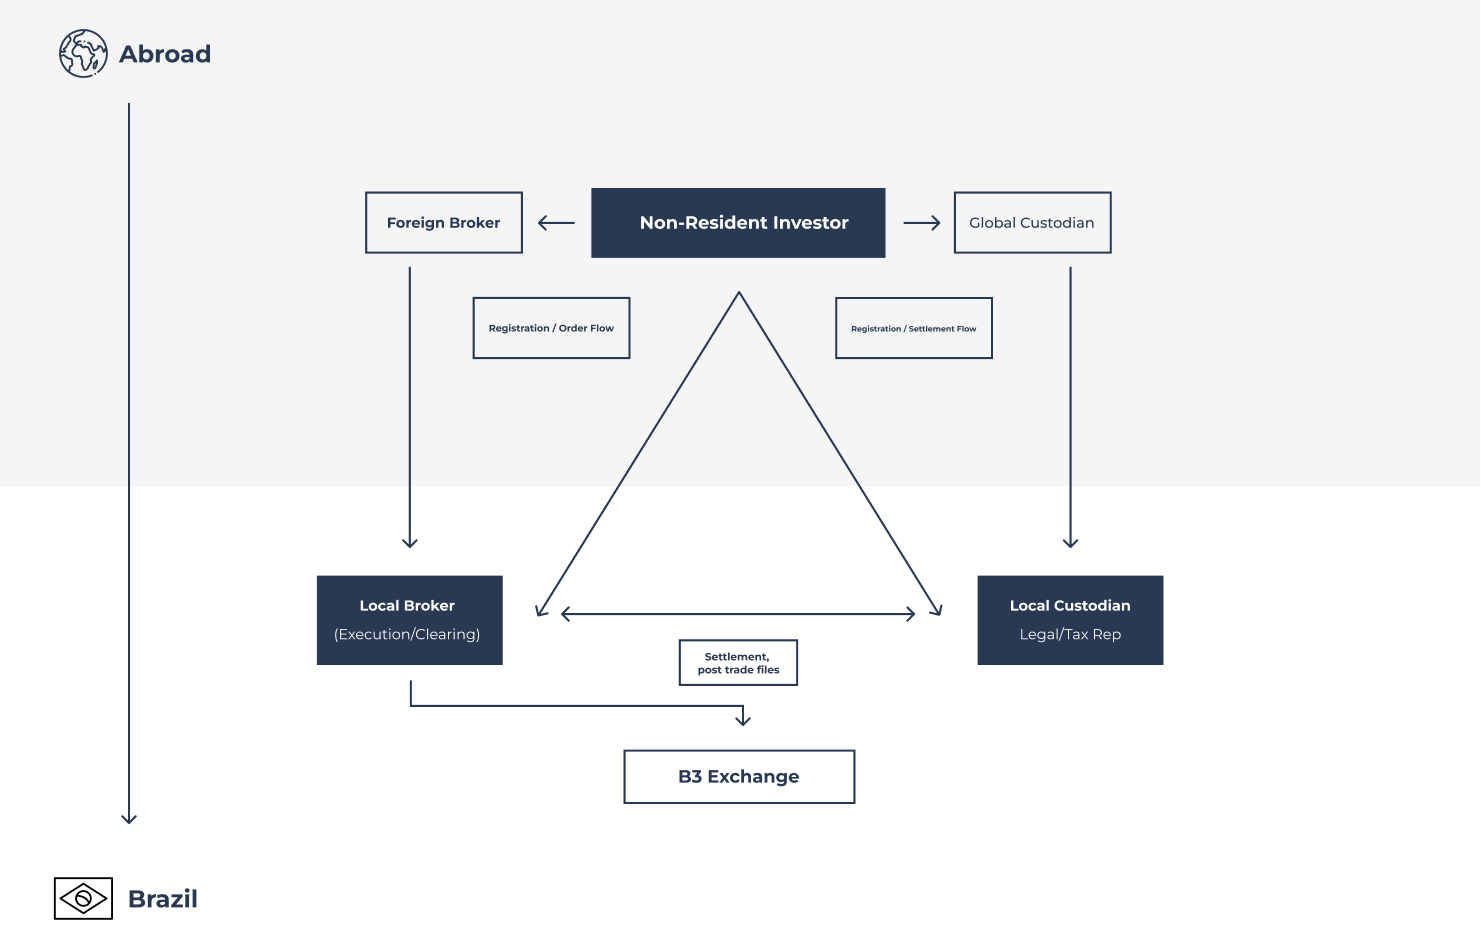 Abroad
Foreign Broker
Non-Resident Investor
Global Custodian
Registration / Order Flow
Registration / Settlement Flow
Local Broker
(Execution/Clearing)
Local Custodian
Legal/Tax Rep
Settlement,
post trade files
B3 Exchange
Brazil